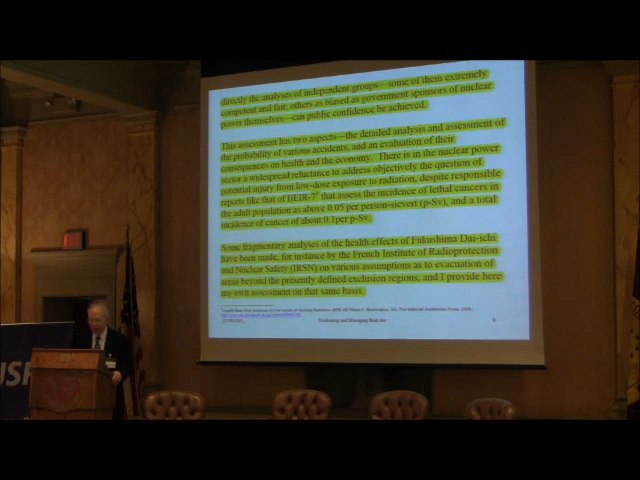 directly the analyses of independent groups—some of them extremely
competent and fair, others as biased as government sponsors of nuclear
power themselves—can public confidence be achieved.
This assessment has two aspects—the detailed analysis and assessment of
the probability of various accidents, and an evaluation of their
consequences on health and the economy. There is in the nuclear power
sector a widespread reluctance to address objectively the question of
potential injury from low-dose exposure to radiation, despite responsible
reports like that of BEIR-7 that assess the incidence of lethal cancers in
the adult population as above 0.05 per person-sievert (p-Sv), and a total
incidence of cancer of about 0.1per p-Sv.
Some fragmentary analyses of the health effects of Fukushima Dai-ichi
have been made, for instance by the French Institute of Radioprotection
and Nuclear Safety (IRSN) on various assumptions as to evacuation of
areas beyond the presently defined exclusion regions, and I provide here
my own assessment on that same basis.
Evaluating and Managing Risk